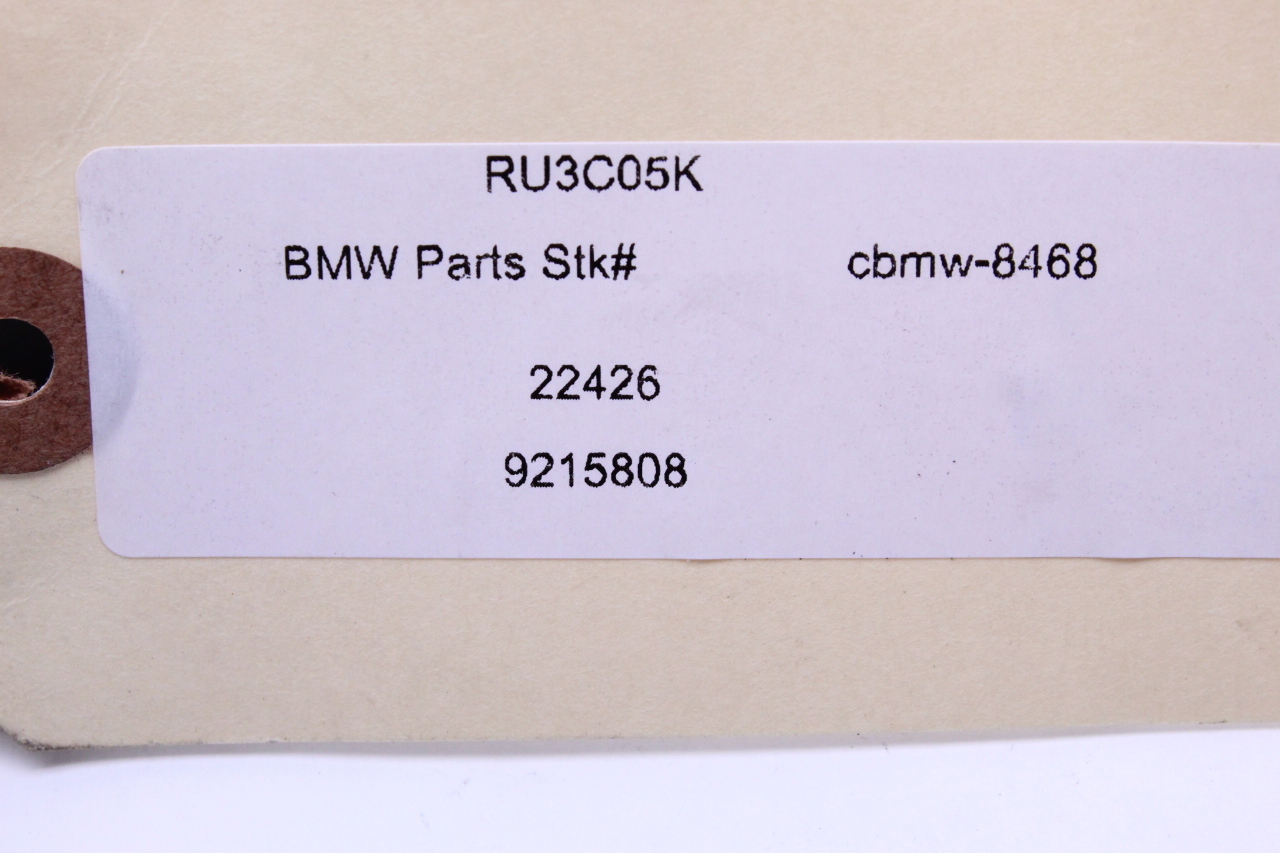 RU3C05K
BMW Parts Stk# cbmw-8468
22426
9215808